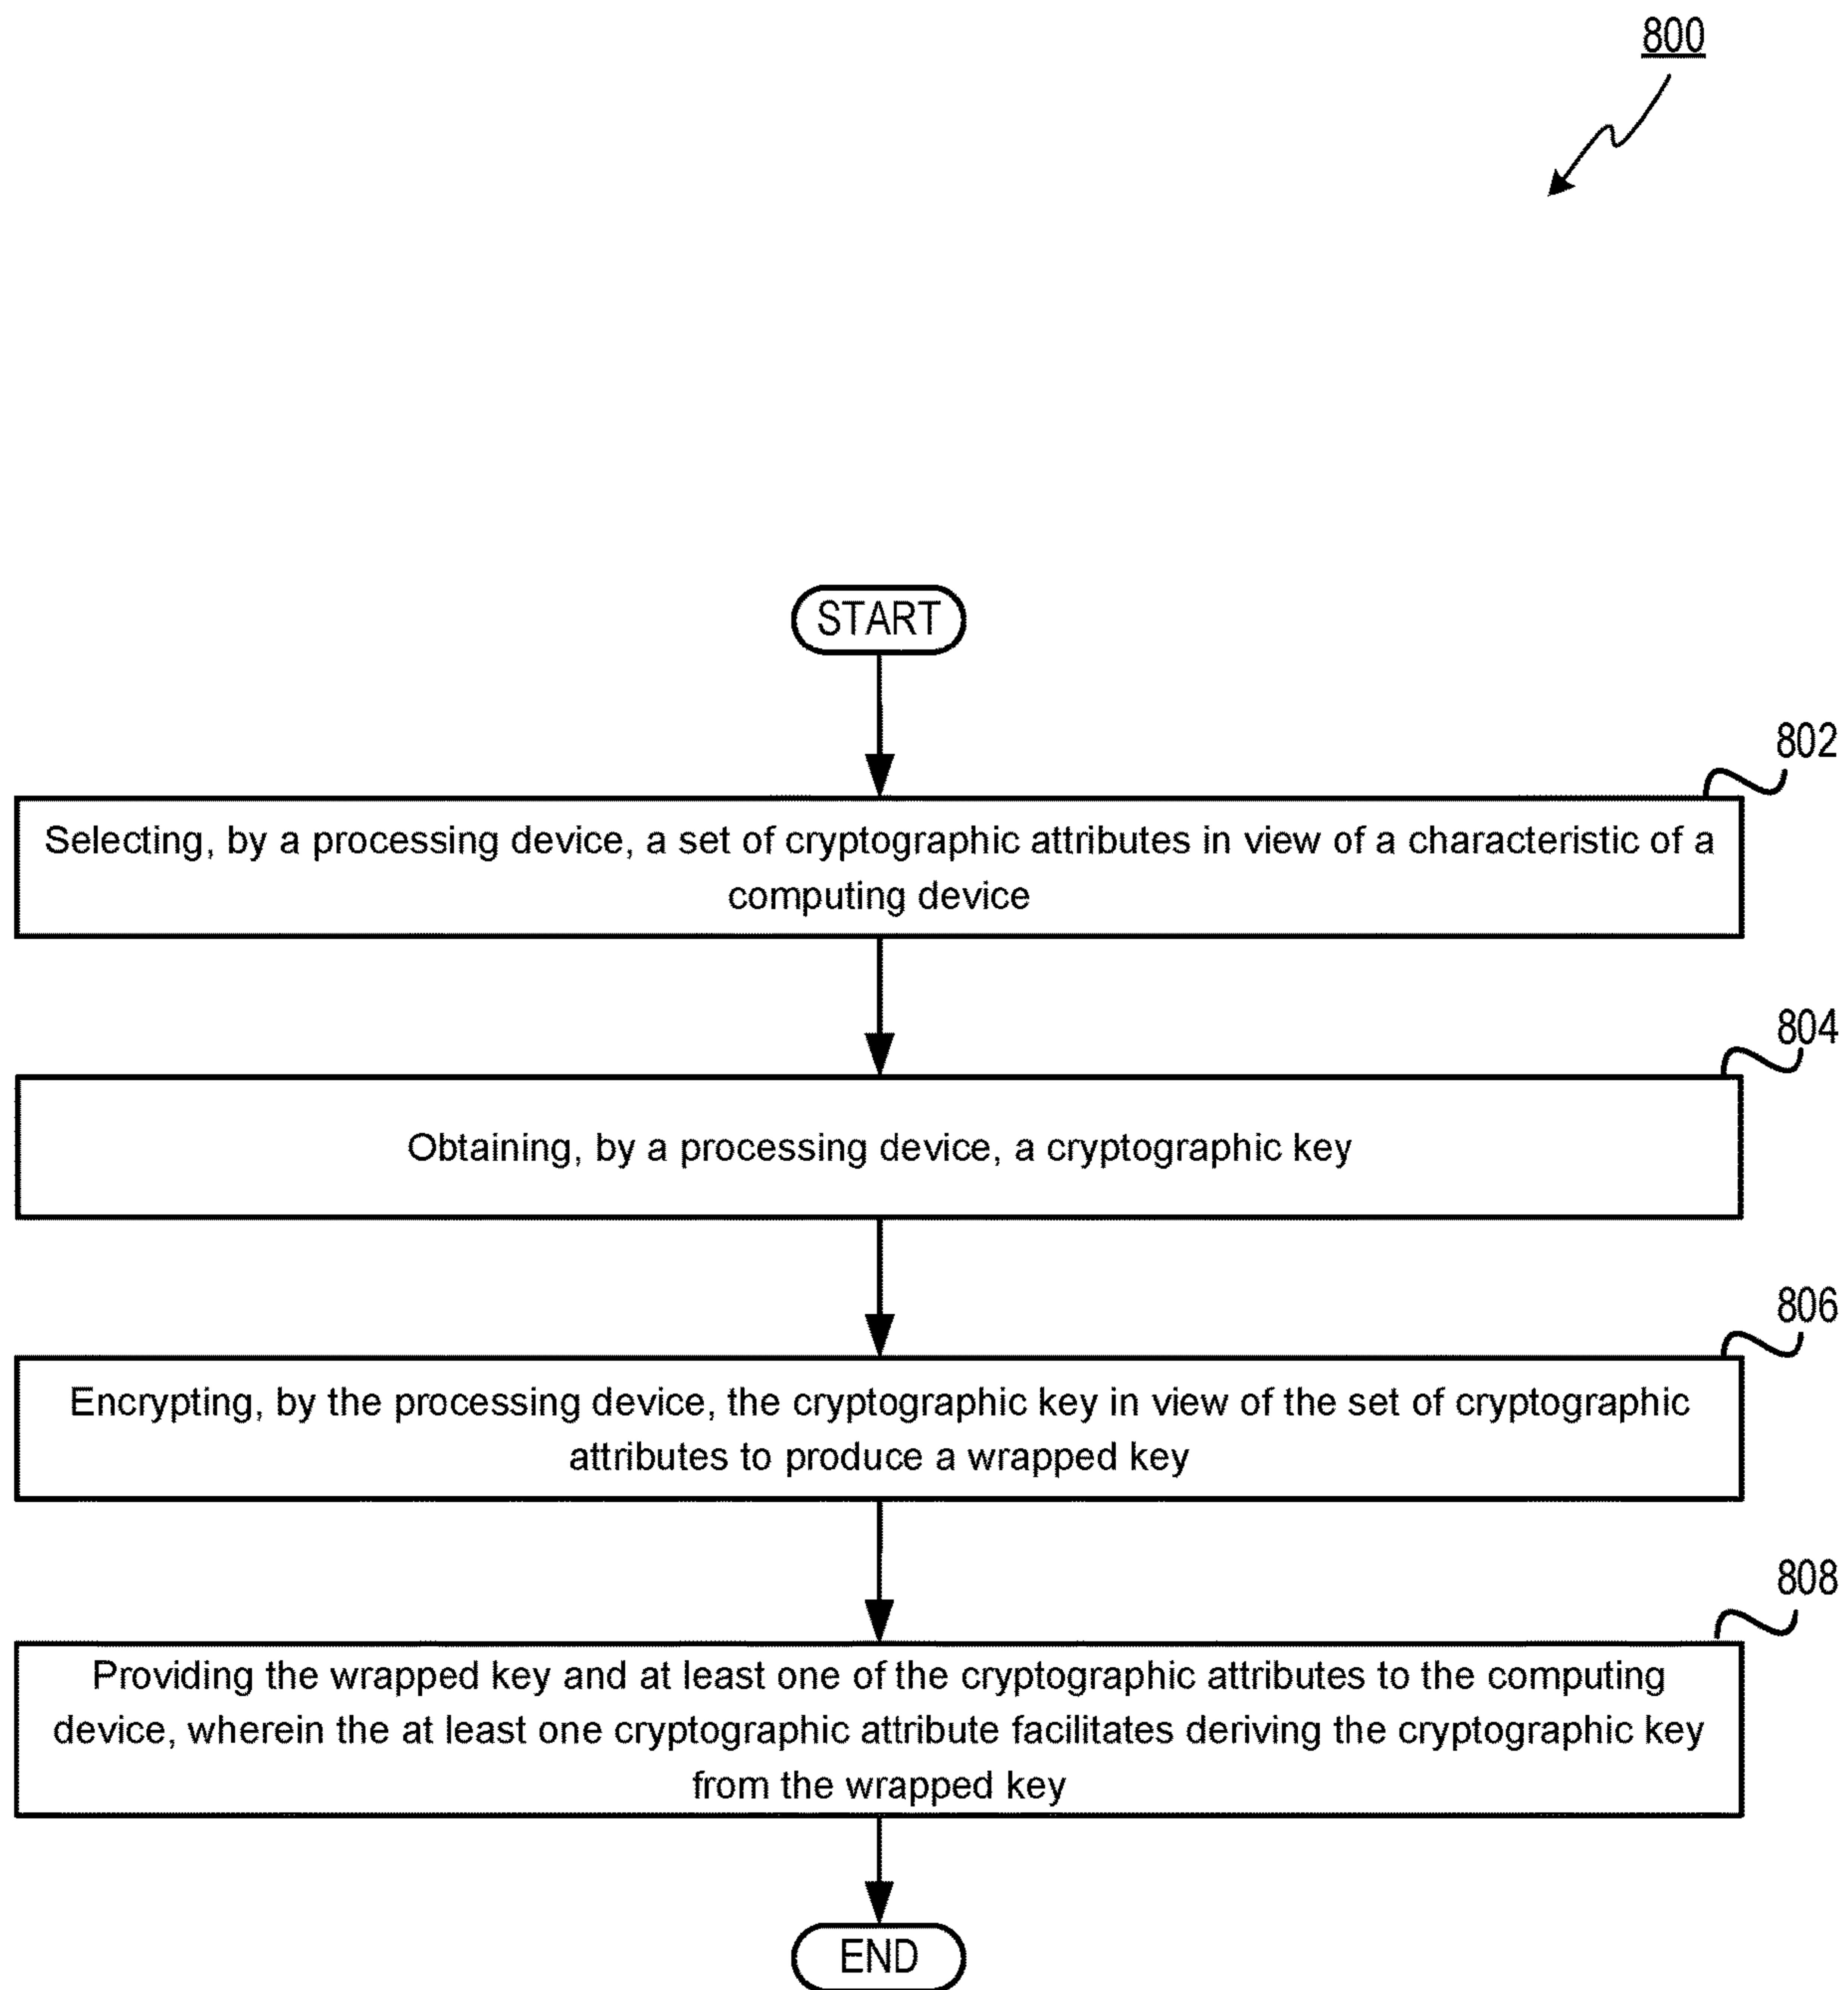 800
START
802
Selecting, by a processing device, a set of cryptographic attributes in view of a characteristic of a
computing device
804
Obtaining, by a processing device, a cryptographic key
806
Encrypting, by the processing device, the cryptographic key in view of the set of cryptographic
attributes to produce a wrapped key
808
Providing the wrapped key and at least one of the cryptographic attributes to the computing
device, wherein the at least one cryptographic attribute facilitates deriving the cryptographic key
from the wrapped key
END